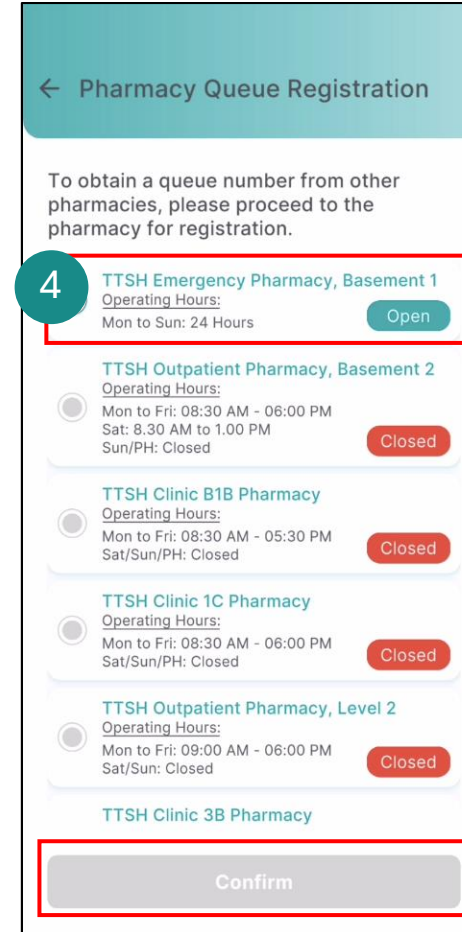 ← Pharmacy Queue Registration
To obtain a queue number from other
pharmacies, please proceed to the
pharmacy for registration.
4
TTSH Emergency Pharmacy, Basement 1
Operating Hours:
Mon to Sun: 24 Hours
Open
TTSH Outpatient Pharmacy, Basement 2
Operating Hours:
Mon to Fri: 08:30 AM - 06:00 PM
Sat: 8.30 AM to 1.00 PM
Sun/PH: Closed
Closed
TTSH Clinic B1B Pharmacy
Operating Hours:
Mon to Fri: 08:30 AM - 05:30 PM
Sat/Sun/PH: Closed
Closed
TTSH Clinic 1C Pharmacy
Operating Hours:
Mon to Fri: 08:30 AM - 06:00 PM
Sat/Sun/PH: Closed
Closed
TTSH Outpatient Pharmacy, Level 2
Operating Hours:
Mon to Fri: 09:00 AM - 06:00 PM
Sat/Sun: Closed
Closed
TTSH Clinic 3B Pharmacy
Confirm